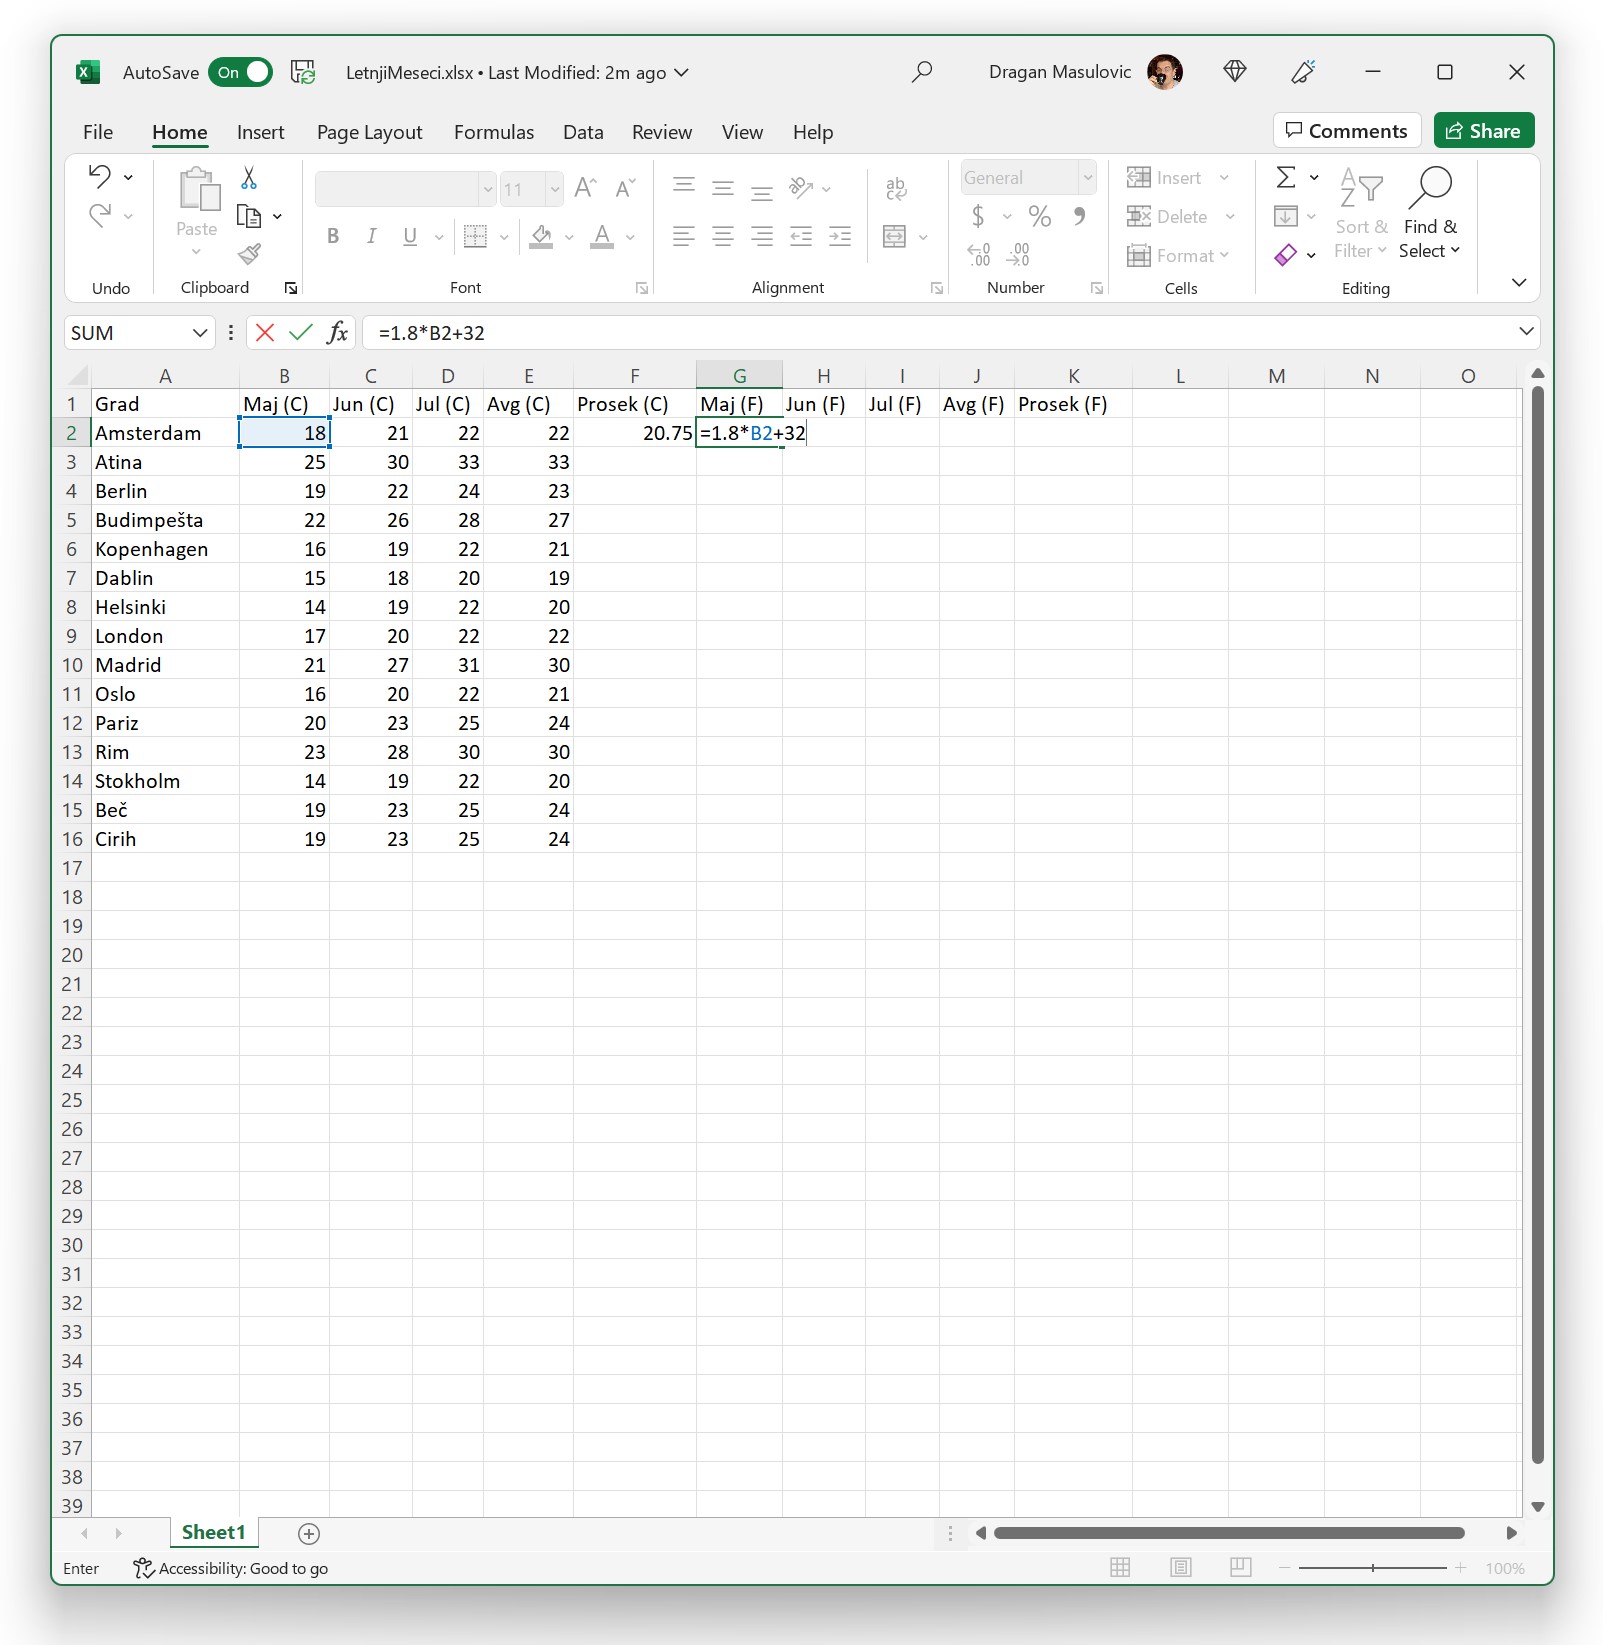 AutoSave On LetnjiMeseci.xlsx • Last Modified: 2m ago Dragan Masulovic
File Home Insert Page Layout Formulas Data Review View Help Comments Share
Paste
11
B I U A
ab
General
$ % 9
Insert
Delete
Format
Sort & Filter
Find & Select
Undo Clipboard Font Alignment Number Cells Editing
SUM fx =1.8*B2+32
A B C D E F G H I J K L M N O
1 Grad Maj (C) Jun (C) Jul (C) Avg (C) Prosek (C) Maj (F) Jun (F) Jul (F) Avg (F) Prosek (F)
2 Amsterdam 18 21 22 22 20.75 =1.8*B2+32
3 Atina 25 30 33 33
4 Berlin 19 22 24 23
5 Budimpešta 22 26 28 27
6 Kopenhagen 16 19 22 21
7 Dablin 15 18 20 19
8 Helsinki 14 19 22 20
9 London 17 20 22 22
10 Madrid 21 27 31 30
11 Oslo 16 20 22 21
12 Pariz 20 23 25 24
13 Rim 23 28 30 30
14 Stokholm 14 19 22 20
15 Beč 19 23 25 24
16 Cirih 19 23 25 24
17
18
19
20
21
22
23
24
25
26
27
28
29
30
31
32
33
34
35
36
37
38
39
Sheet1
Enter Accessibility: Good to go 100%